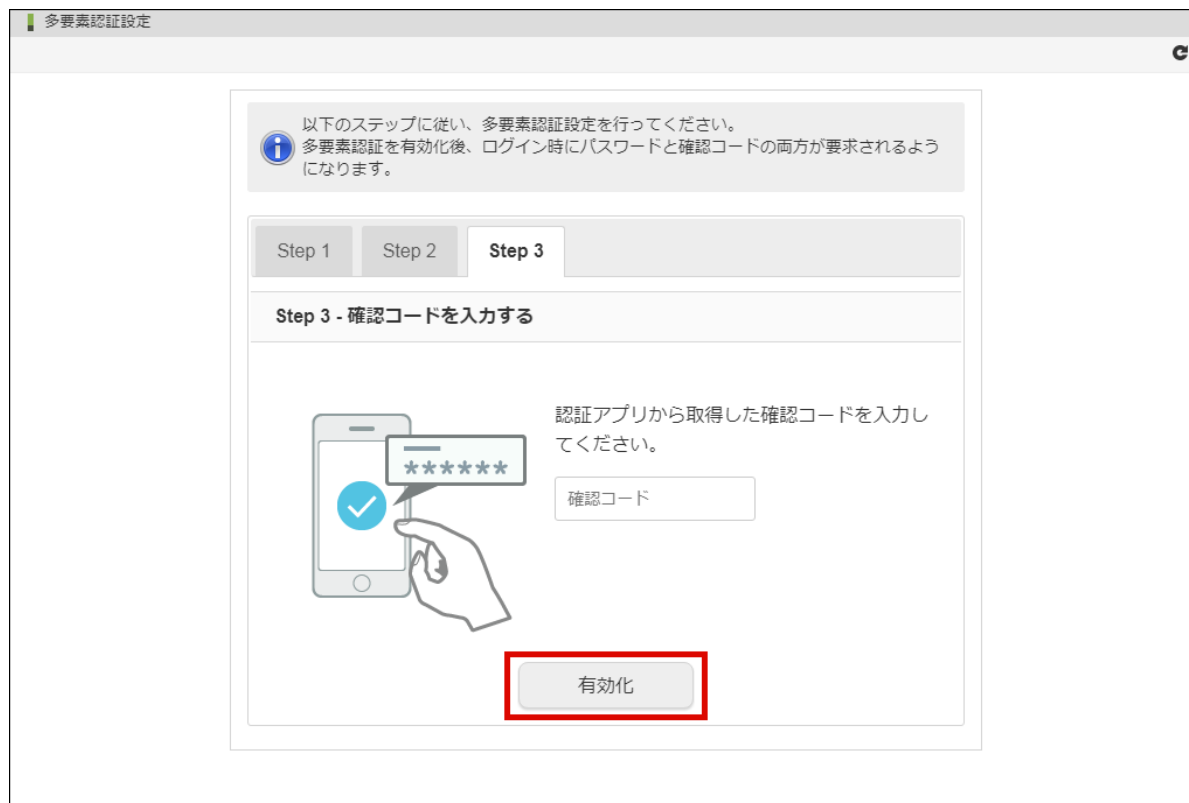 多要素認証設定
以下のステップに従い、多要素認証設定を行ってください。
多要素認証を有効化後、ログイン時にパスワードと確認コードの両方が要求されるよう
になります。
Step 1 Step 2 Step 3
Step 3 - 確認コードを入力する
認証アプリから取得した確認コードを入力し
てください。
******
確認コード
有効化